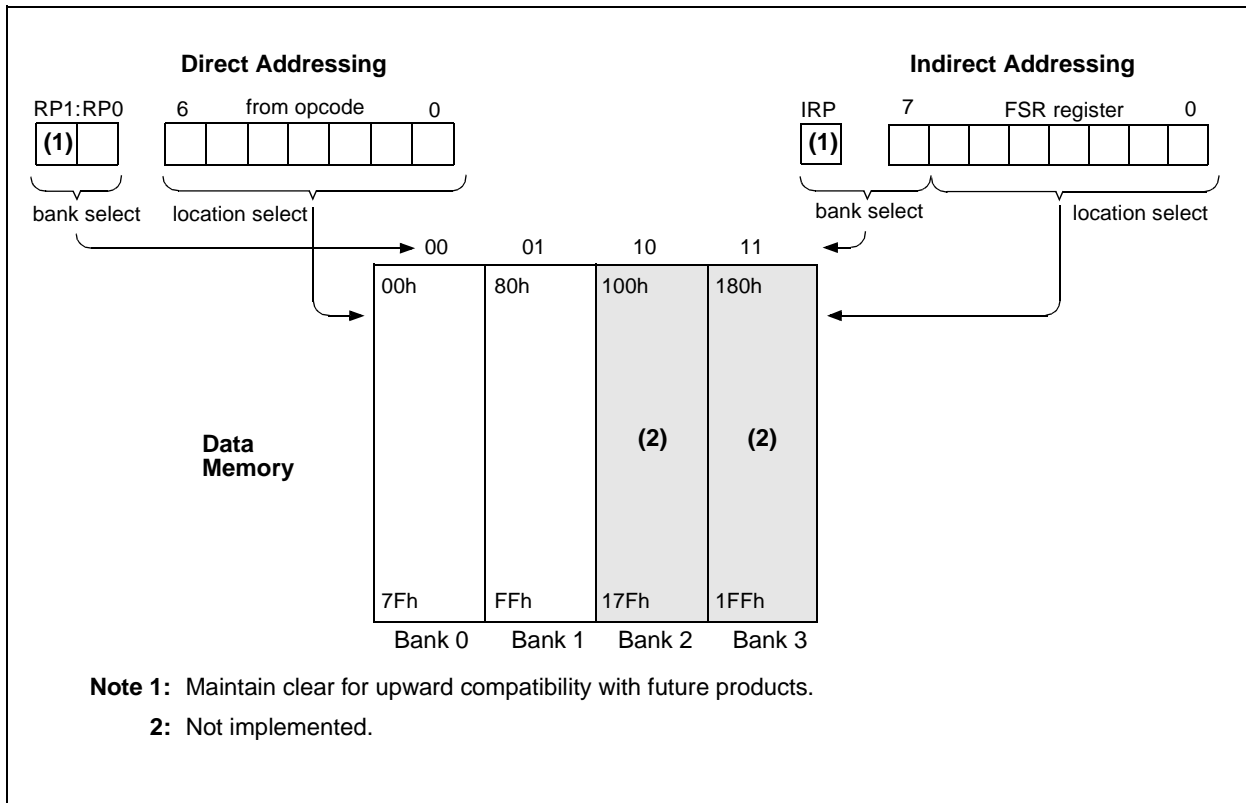 Direct Addressing
Indirect Addressing
RP1:RP0 6 from opcode 0
IRP 7 FSR register 0
(1)
(1)
bank select location select
bank select location select
00 01 10 11
00h 80h 100h 180h
Data
Memory
(2) (2)
7Fh FFh 17Fh 1FFh
Bank 0 Bank 1 Bank 2 Bank 3
Note 1: Maintain clear for upward compatibility with future products.
2: Not implemented.